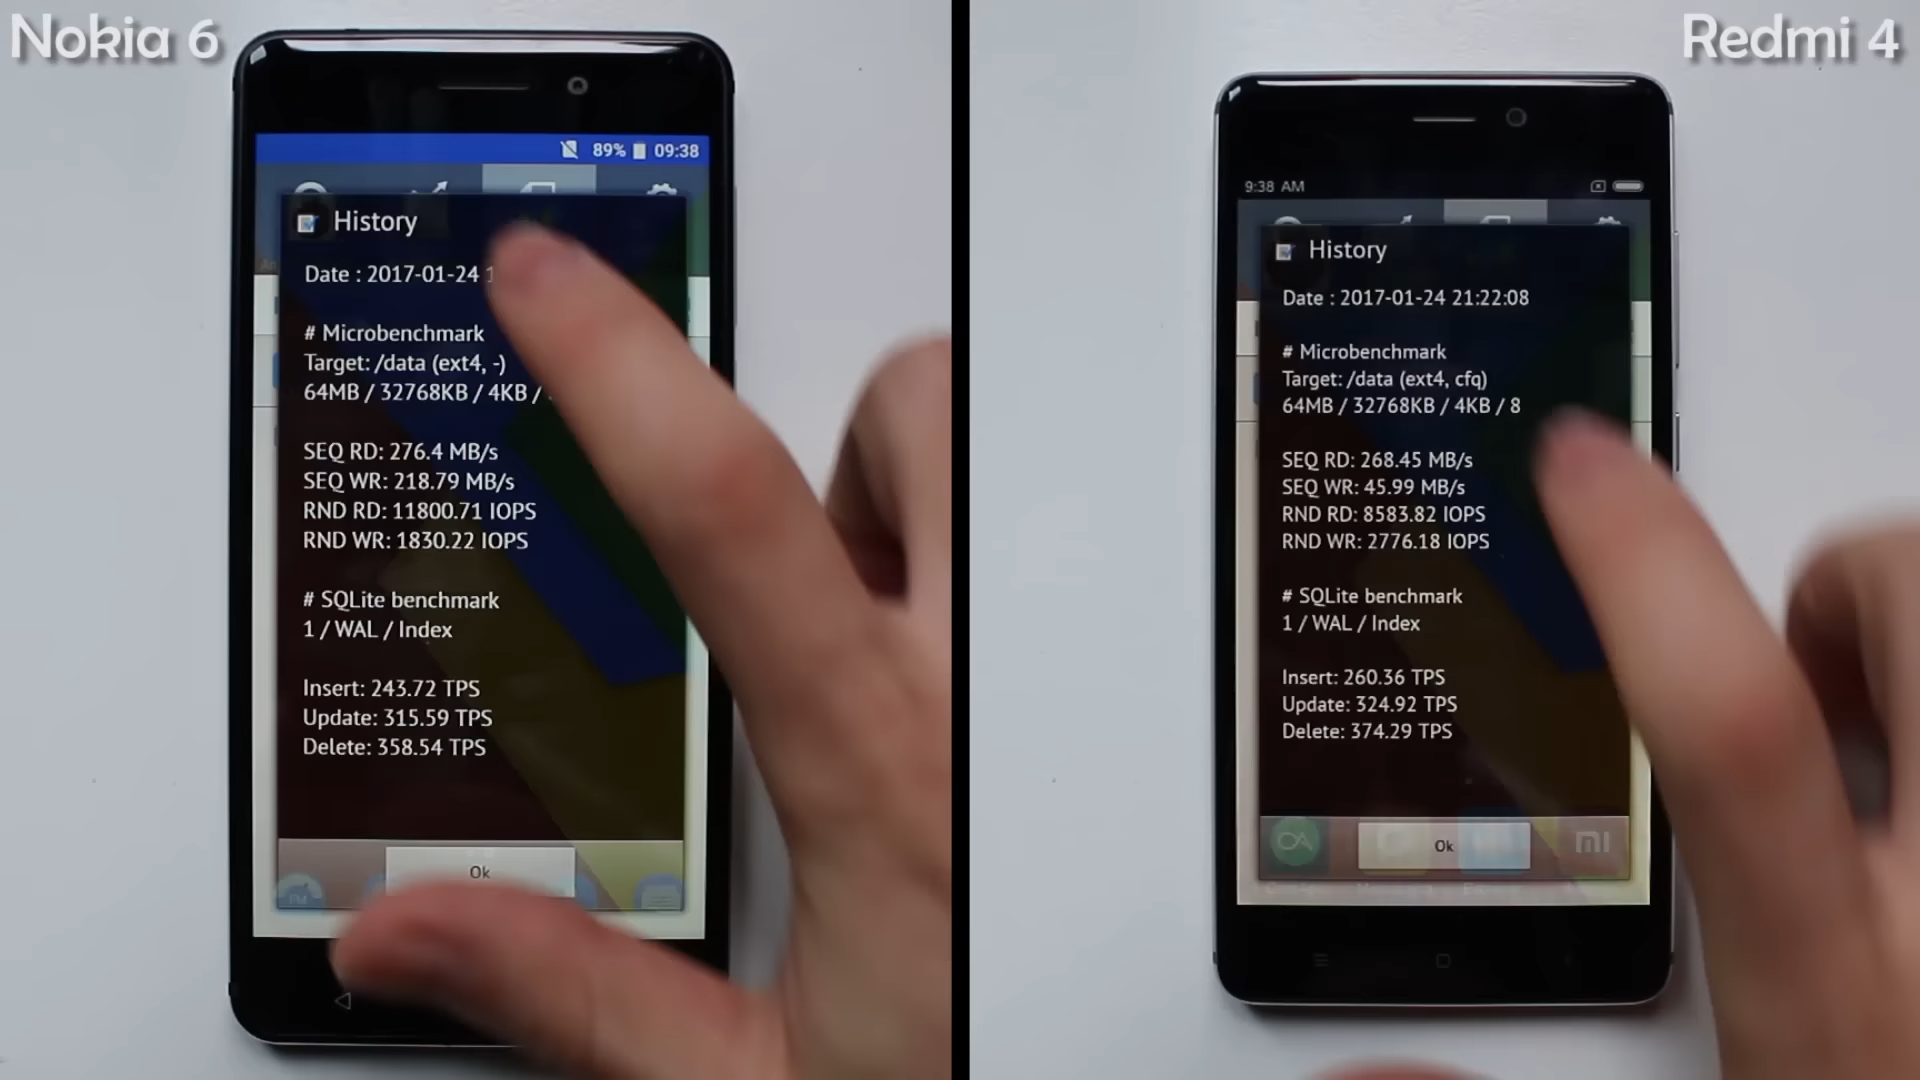 Nokia 6
89% 09:38
History
Date : 2017-01-24
# Microbenchmark
Target: /data (ext4, -)
64MB / 32768KB / 4KB /
SEQ RD: 276.4 MB/s
SEQ WR: 218.79 MB/s
RND RD: 11800.71 IOPS
RND WR: 1830.22 IOPS
# SQLite benchmark
1 / WAL / Index
Insert: 243.72 TPS
Update: 315.59 TPS
Delete: 358.54 TPS
Ok
Redmi 4
9:38 AM
History
Date : 2017-01-24 21:22:08
# Microbenchmark
Target: /data (ext4, cfq)
64MB / 32768KB / 4KB / 8
SEQ RD: 268.45 MB/s
SEQ WR: 45.99 MB/s
RND RD: 8583.82 IOPS
RND WR: 2776.18 IOPS
# SQLite benchmark
1 / WAL / Index
Insert: 260.36 TPS
Update: 324.92 TPS
Delete: 374.29 TPS
Ok